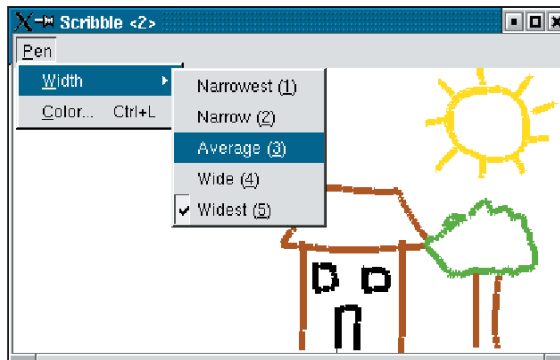 Scribble <2>
Pen
Width
Color... Ctrl+L
Narrowest (1)
Narrow (2)
Average (3)
Wide (4)
Widest (5)